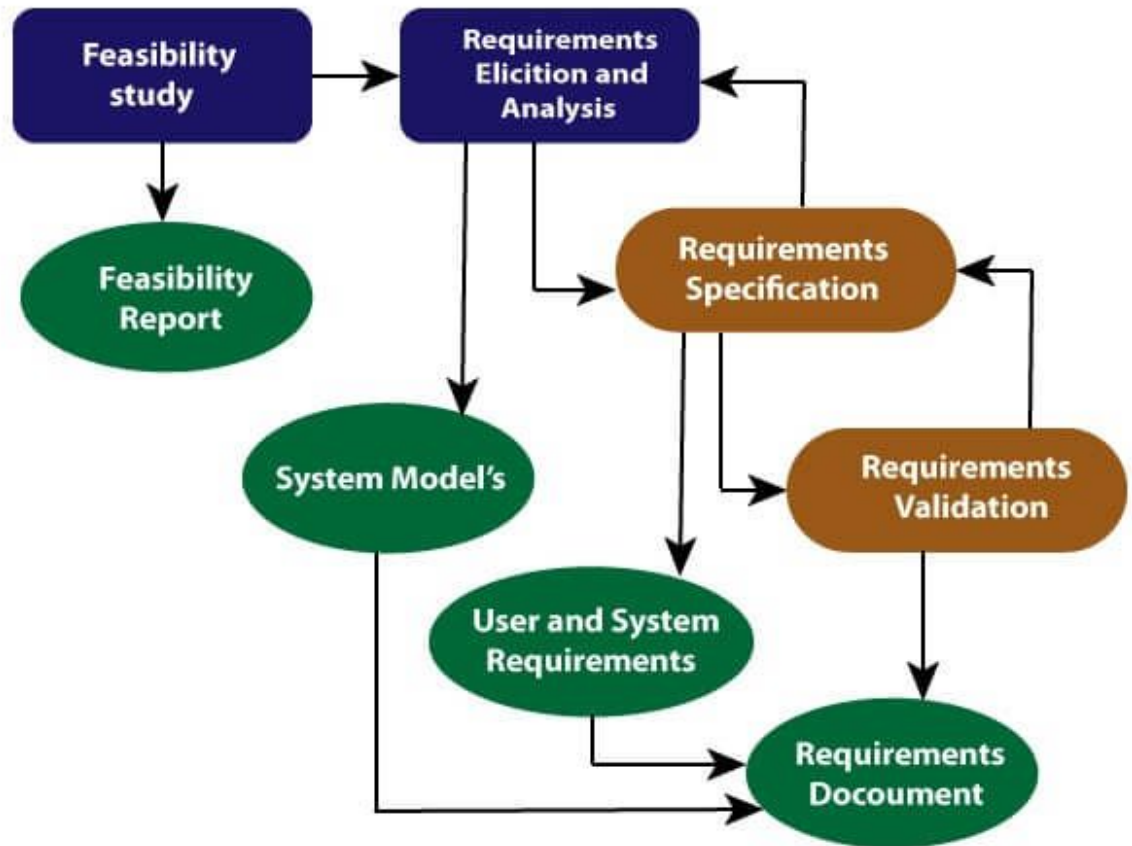 Feasibility
study
Requirements
Elicition and
Analysis
Feasibility
Report
Requirements
Specification
System Model's
Requirements
Validation
User and System
Requirements
Requirements
Docoument